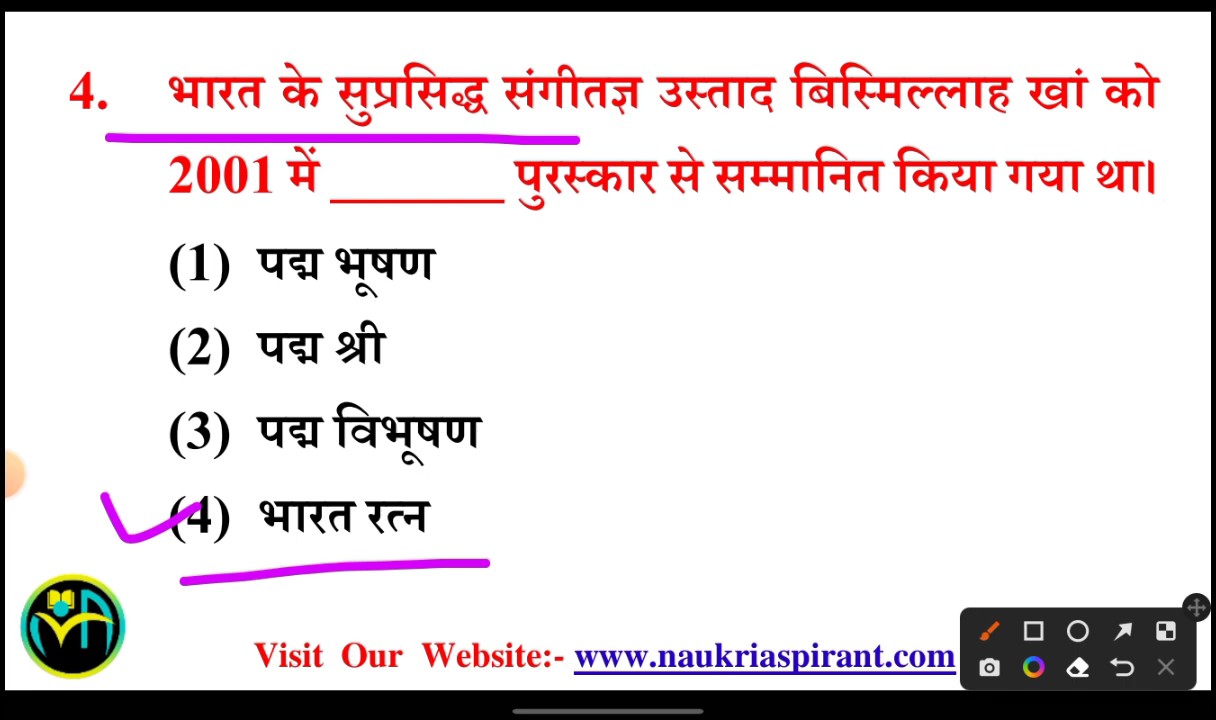 4. भारत के सुप्रसिद्ध संगीतज्ञ उस्ताद बिस्मिल्लाह खां को
2001 में ________ पुरस्कार से सम्मानित किया गया था।
(1) पद्म भूषण
(2) पद्म श्री
(3) पद्म विभूषण
(4) भारत रत्न
Visit Our Website:- www.naukriaspirant.com